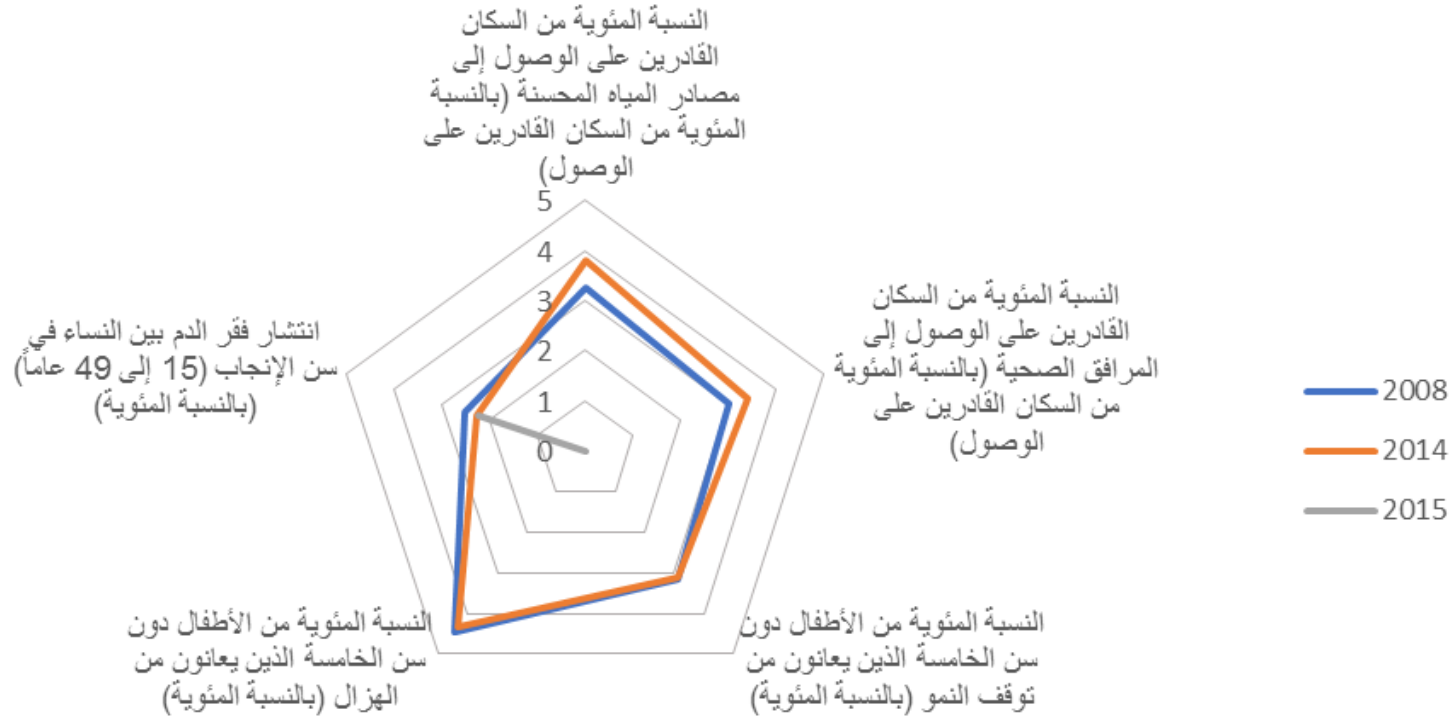 النسبة المئوية من السكان
القادرين على الوصول إلى
مصادر المياه المحسنة (بالنسبة
المئوية من السكان القادرين على
الوصول)
5
4
3
2
1
0
النسبة المئوية من السكان
القادرين على الوصول إلى
المرافق الصحية (بالنسبة المئوية
من السكان القادرين على
الوصول)
انتشار فقر الدم بين النساء في
سن الإنجاب (15 إلى 49 عاماً)
(بالنسبة المئوية)
2008
2014
2015
النسبة المئوية من الأطفال دون
سن الخامسة الذين يعانون من
توقف النمو (بالنسبة المئوية)
النسبة المئوية من الأطفال دون
سن الخامسة الذين يعانون من
الهزال (بالنسبة المئوية)